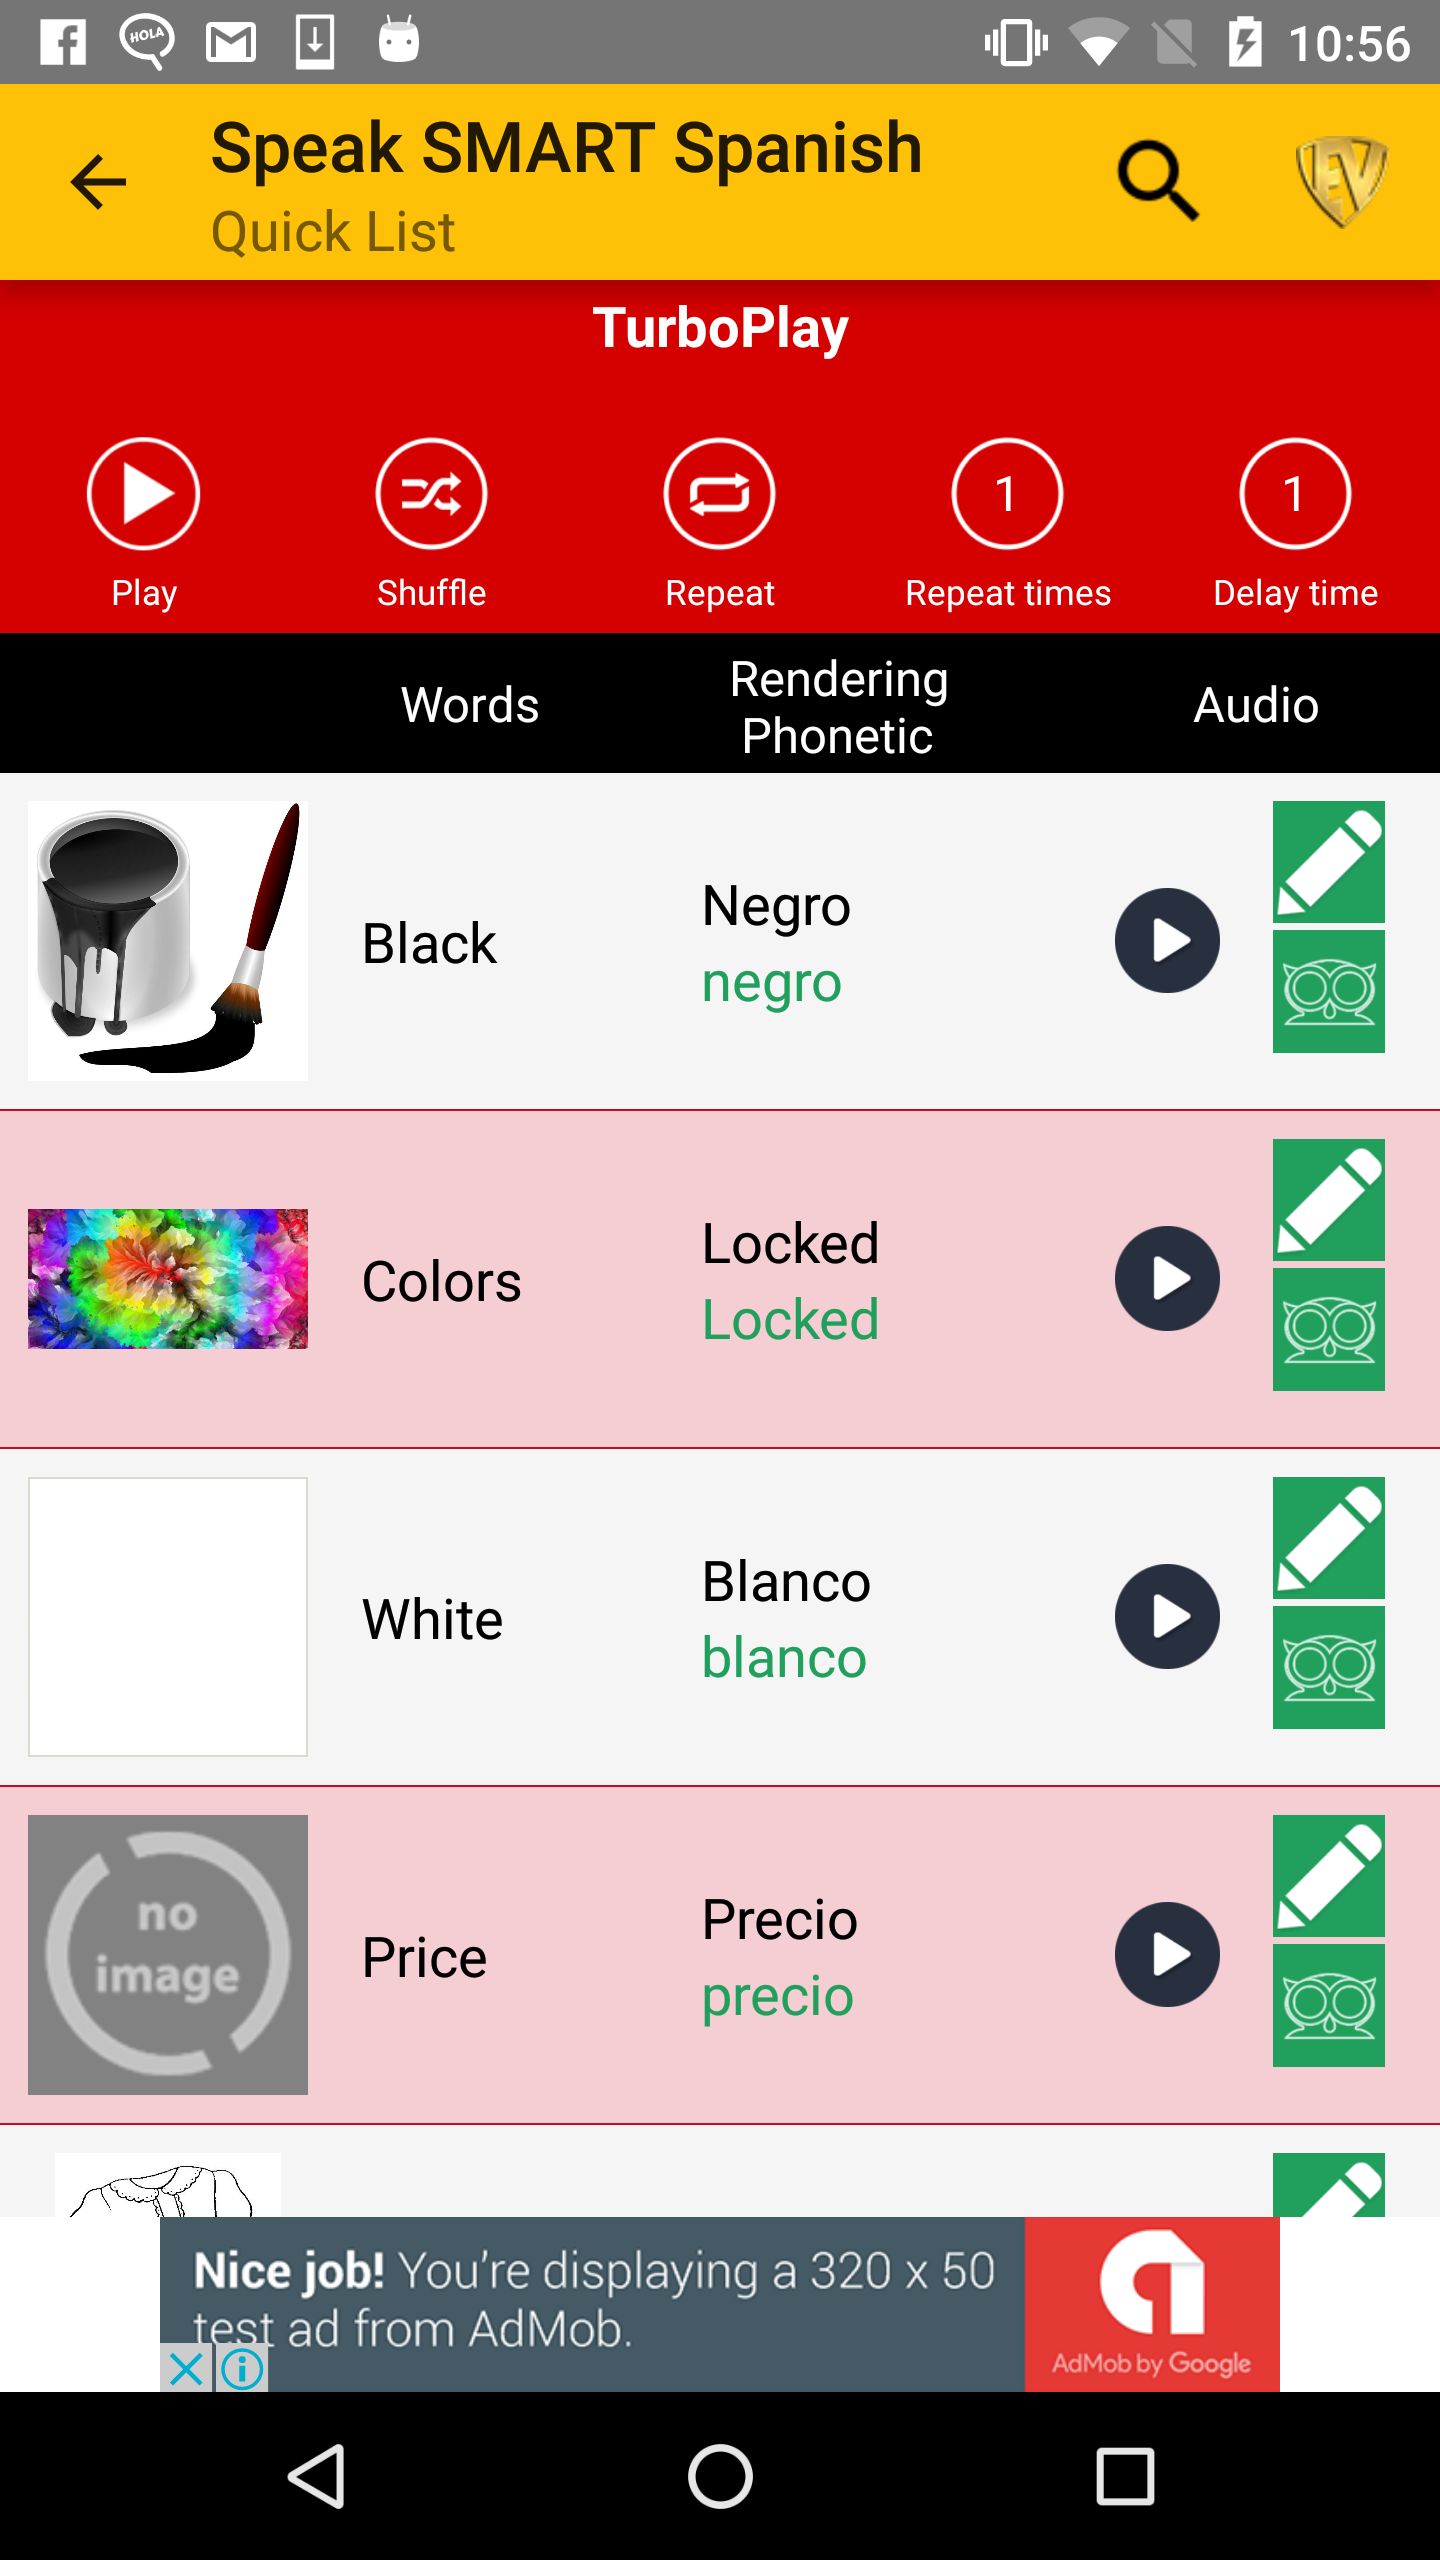 HOLA
10:56
Speak SMART Spanish
Quick List
EV
TurboPlay
1
1
Play
Shuffle
Repeat
Repeat times
Delay time
Words
Rendering
Phonetic
Audio
Black
Negro
negro
Colors
Locked
Locked
White
Blanco
blanco
no
image
Price
Precio
precio
Nice job! You're displaying a 320 x 50
test ad from AdMob.
AdMob by Google